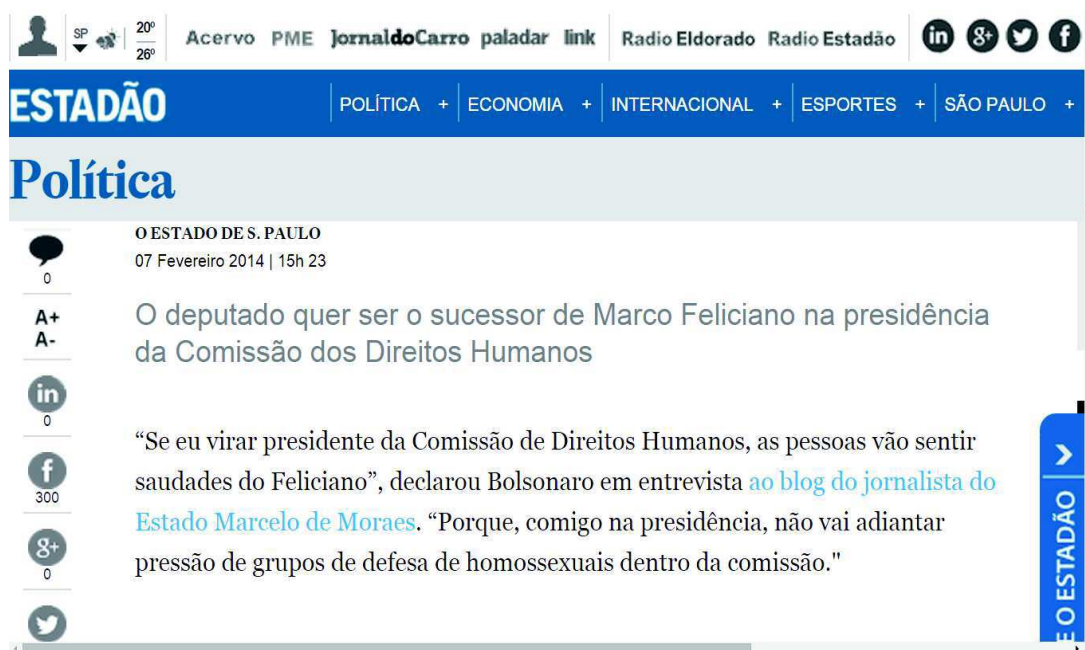 SP 20º 26º Acervo PME JornaldoCarro paladar link Radio Eldorado Radio Estadão in 8+ f
ESTADÃO POLÍTICA + ECONOMIA + INTERNACIONAL + ESPORTES + SÃO PAULO +
Política
O ESTADO DE S. PAULO
07 Fevereiro 2014 | 15h 23
0
A+
A-
O deputado quer ser o sucessor de Marco Feliciano na presidência
da Comissão dos Direitos Humanos
in
0
f
300
8+
0
“Se eu virar presidente da Comissão de Direitos Humanos, as pessoas vão sentir
saudades do Feliciano”, declarou Bolsonaro em entrevista ao blog do jornalista do
Estado Marcelo de Moraes. “Porque, comigo na presidência, não vai adiantar
pressão de grupos de defesa de homossexuais dentro da comissão."
E O ESTADÃO